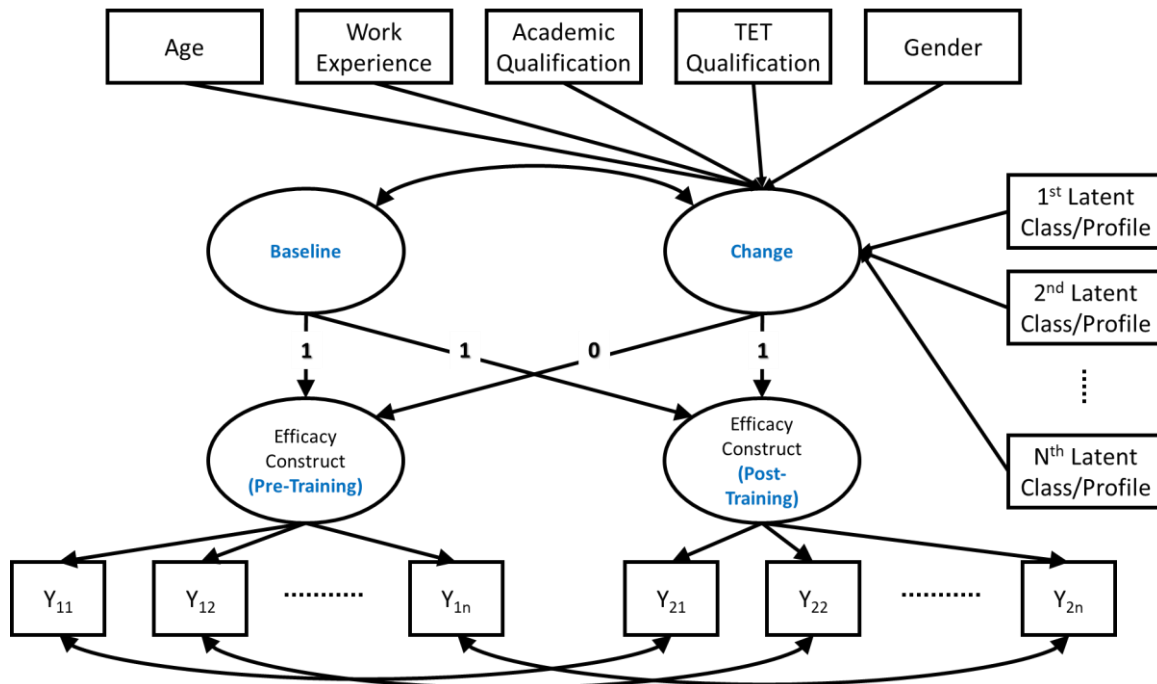 Age
Work
Experience
Academic
Qualification
TET
Qualification
Gender
Baseline
Change
1st Latent
Class/Profile
2nd Latent
Class/Profile
Nth Latent
Class/Profile
1
1
0
1
Efficacy
Construct
(Pre-Training)
Efficacy
Construct
(Post-
Training)
Y11
Y12
Y1n
Y21
Y22
Y2n